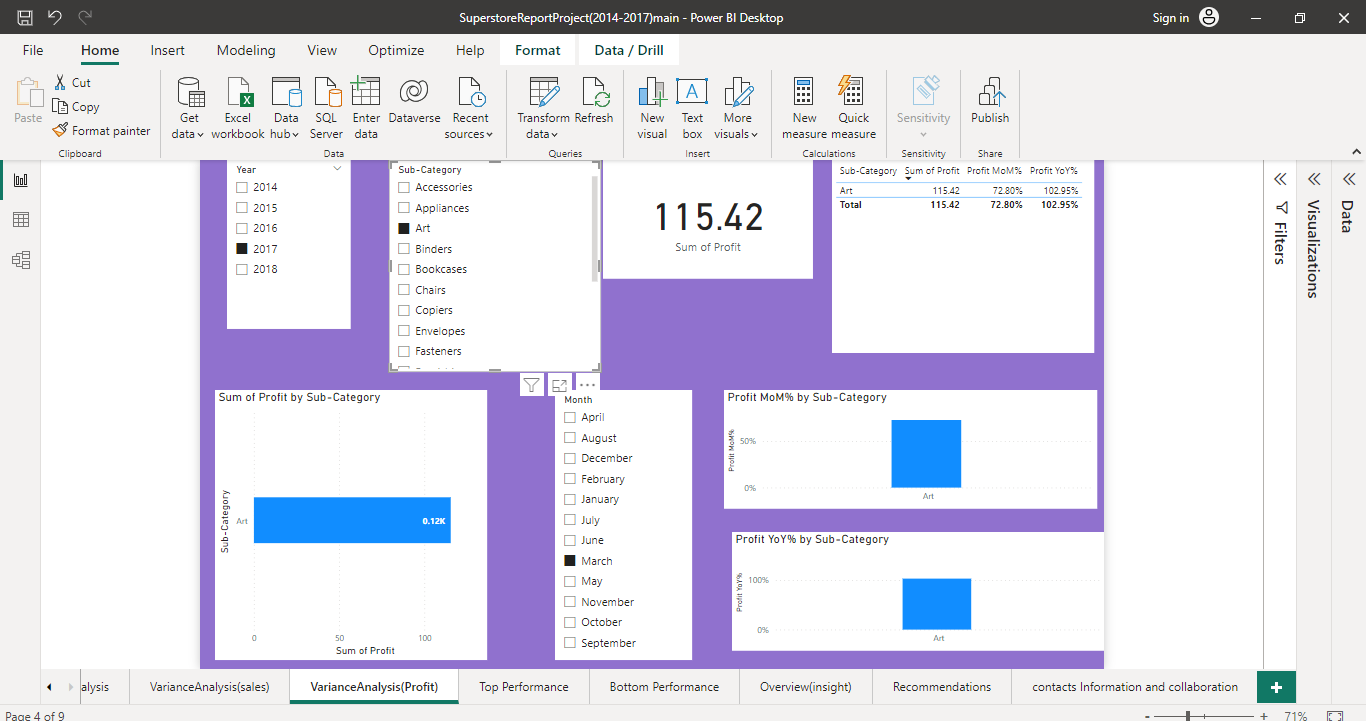 SuperstoreReportProject(2014-2017)main - Power BI Desktop
Sign in
File Home Insert Modeling View Optimize Help Format Data / Drill
Paste
Cut
Copy
Format painter
Clipboard
Get data
Excel workbook
Data hub
SQL Server
Enter data
Dataverse
Recent sources
Data
Transform data
Refresh
Queries
New visual
Text box
More visuals
Insert
New measure
Quick measure
Calculations
Sensitivity
Sensitivity
Publish
Share
Year
2014
2015
2016
2017
2018
Sub-Category
Accessories
Appliances
Art
Binders
Bookcases
Chairs
Copiers
Envelopes
Fasteners
115.42
Sum of Profit
Sub-Category Sum of Profit Profit MoM% Profit YoY%
Art 115.42 72.80% 102.95%
Total 115.42 72.80% 102.95%
Filters
Visualizations
Data
Sum of Profit by Sub-Category
Sub-Category
Art
0.12K
0 50 100
Sum of Profit
Month
April
August
December
February
January
July
June
March
May
November
October
September
Profit MoM% by Sub-Category
Profit MoM%
50%
0%
Art
Profit YoY% by Sub-Category
Profit YoY%
100%
0%
Art
alysis VarianceAnalysis(sales) VarianceAnalysis(Profit) Top Performance Bottom Performance Overview(insight) Recommendations contacts Information and collaboration +
Page 4 of 9
- + 71%